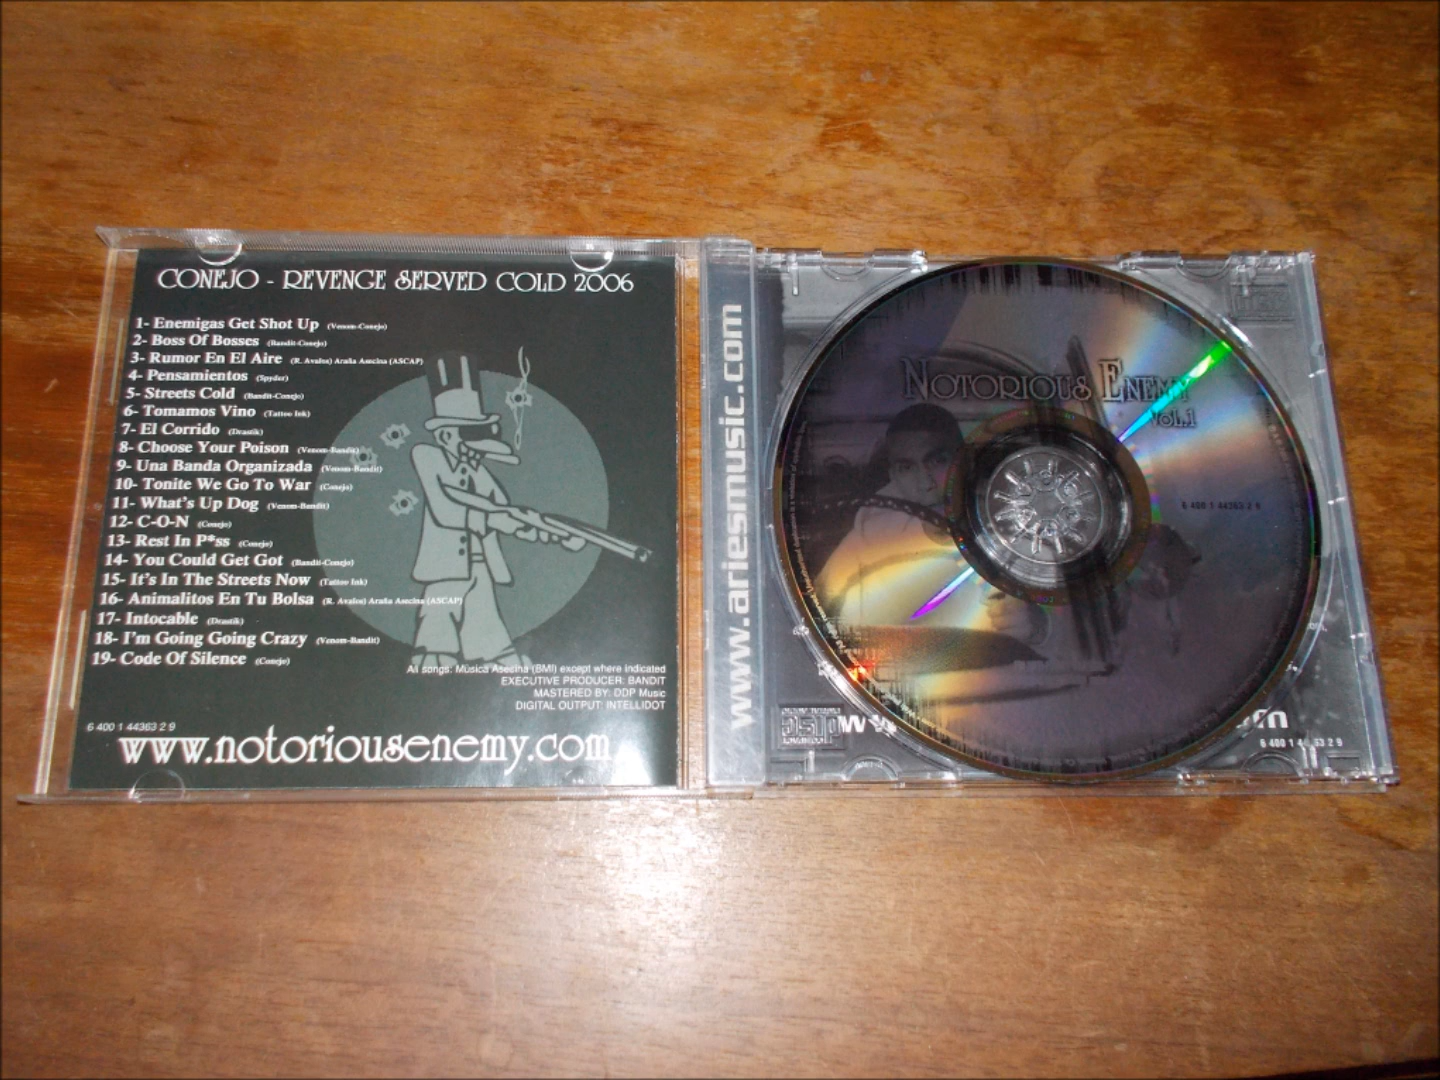 CONEJO - REVENGE SERVED COLD 2006
1- Enemigas Get Shot Up (Venom-Conejo)
2- Boss Of Bosses (Bandit-Conejo)
3- Rumor En El Aire (R. Avalos) Araña Asecina (ASCAP)
4- Pensamientos (Spyder)
5- Streets Cold (Bandit-Conejo)
6- Tomamos Vino (Tattoo Ink)
7- El Corrido (Drastik)
8- Choose Your Poison (Venom-Bandit)
9- Una Banda Organizada (Venom-Bandit)
10- Tonite We Go To War (Conejo)
11- What's Up Dog (Venom-Bandit)
12- C-O-N (Conejo)
13- Rest In P*ss (Conejo)
14- You Could Get Got (Bandit-Conejo)
15- It's In The Streets Now (Tattoo Ink)
16- Animalitos En Tu Bolsa (R. Avalos) Araña Asecina (ASCAP)
17- Intocable (Drastik)
18- I'm Going Going Crazy (Venom-Bandit)
19- Code Of Silence (Conejo)
All songs: Musica Asecina (BMI) except where indicated
EXECUTIVE PRODUCER: BANDIT
MASTERED BY: DDP Music
DIGITAL OUTPUT: INTELLIDOT
6 400 1 44363 2 9
www.notoriousenemy.com
www.ariesmusic.com
NOTORIOUS ENEMY
VOL.1
6 400 1 44363 2 9
disc